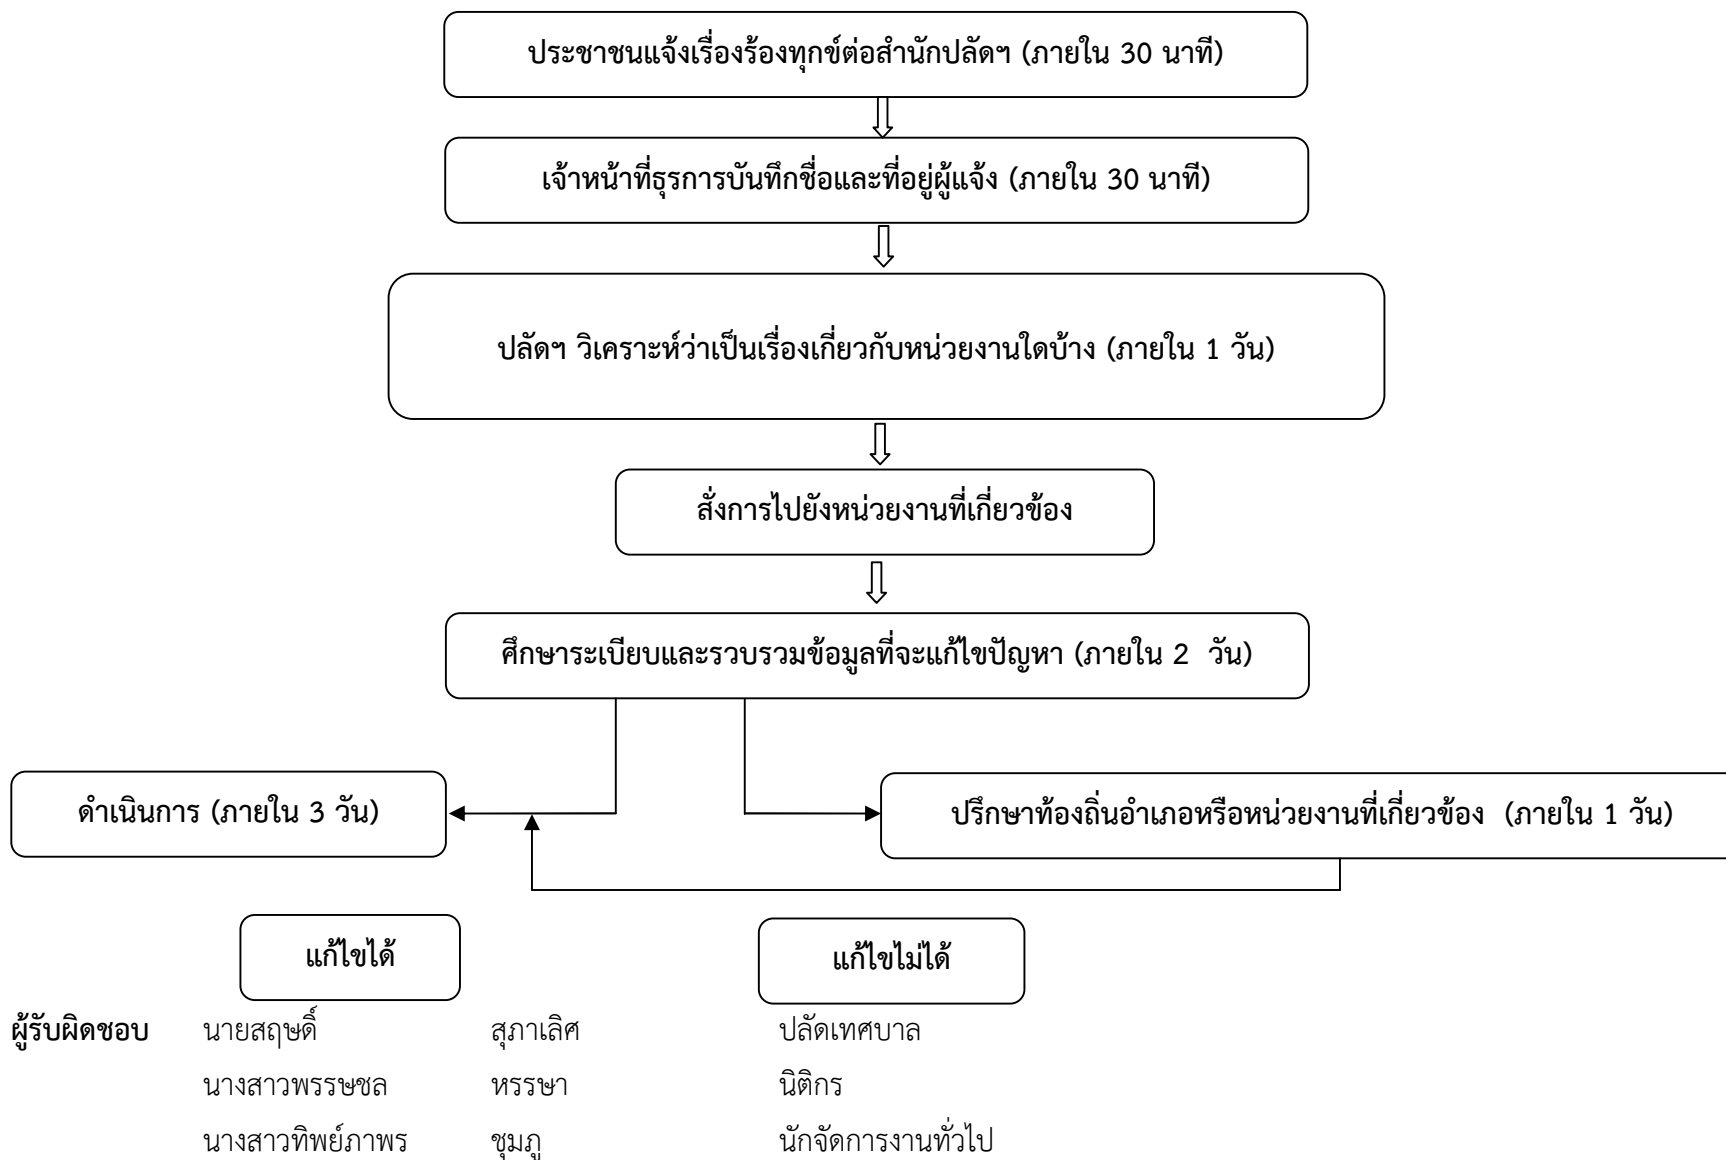 ประชาชนแจ้งเรื่องร้องทุกข์ต่อสำนักปลัดฯ (ภายใน 30 นาที)
เจ้าหน้าที่ธุรการบันทึกชื่อและที่อยู่ผู้แจ้ง (ภายใน 30 นาที)
ปลัดฯ วิเคราะห์ว่าเป็นเรื่องเกี่ยวกับหน่วยงานใดบ้าง (ภายใน 1 วัน)
สั่งการไปยังหน่วยงานที่เกี่ยวข้อง
ศึกษาระเบียบและรวบรวมข้อมูลที่จะแก้ไขปัญหา (ภายใน 2 วัน)
ดำเนินการ (ภายใน 3 วัน)
ปรึกษาท้องถิ่นอำเภอหรือหน่วยงานที่เกี่ยวข้อง (ภายใน 1 วัน)
แก้ไขได้
แก้ไขไม่ได้
ผู้รับผิดชอบ นายสฤษดิ์ สุภาเลิศ ปลัดเทศบาล
นางสาวพรรษชล หรรษา นิติกร
นางสาวทิพย์ภาพร ชุมภู นักจัดการงานทั่วไป